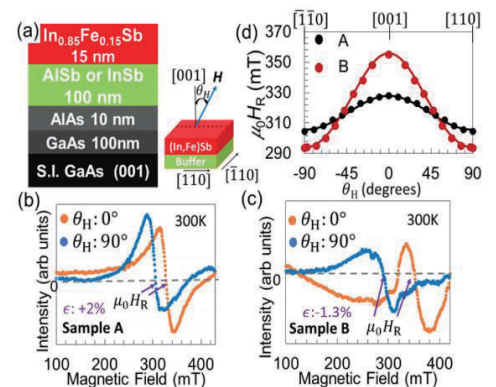 (a)
In0.85Fe0.15Sb
15 nm
AlSb or InSb
100 nm
AlAs 10 nm
GaAs 100nm
S.I. GaAs (001)
[001] H
θH
(In,Fe)Sb
Buffer
[110] [1̄10]
(d) [1̄1̄0] [001] [110]
370
350
330
310
290
μ0HR (mT)
A
B
-90 -45 0 45 90
θH (degrees)
(b)
θH: 0°
θH: 90°
300K
Intensity (arb units)
0
μ0HR
ϵ: +2%
Sample A
100 200 300 400
Magnetic Field (mT)
(c)
θH: 0°
θH: 90°
300K
Intensity (arb units)
0
μ0HR
ϵ:-1.3%
Sample B
100 200 300 400
Magnetic Field (mT)